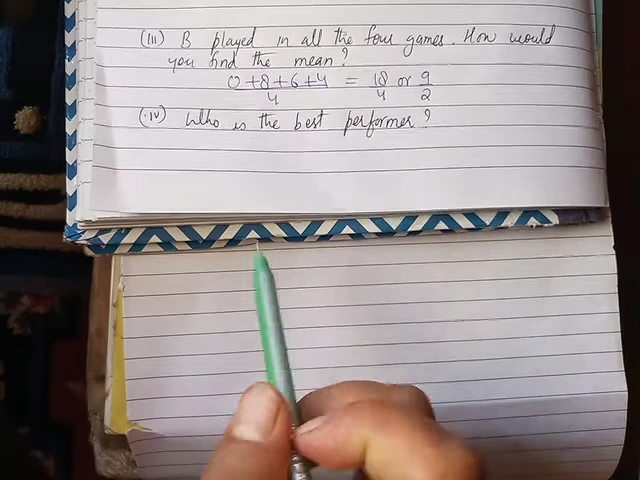 (III) B played in all the four games. How would
you find the mean?
0+8+6+4/4 = 18/4 or 9/2
(IV) Who is the best performer?